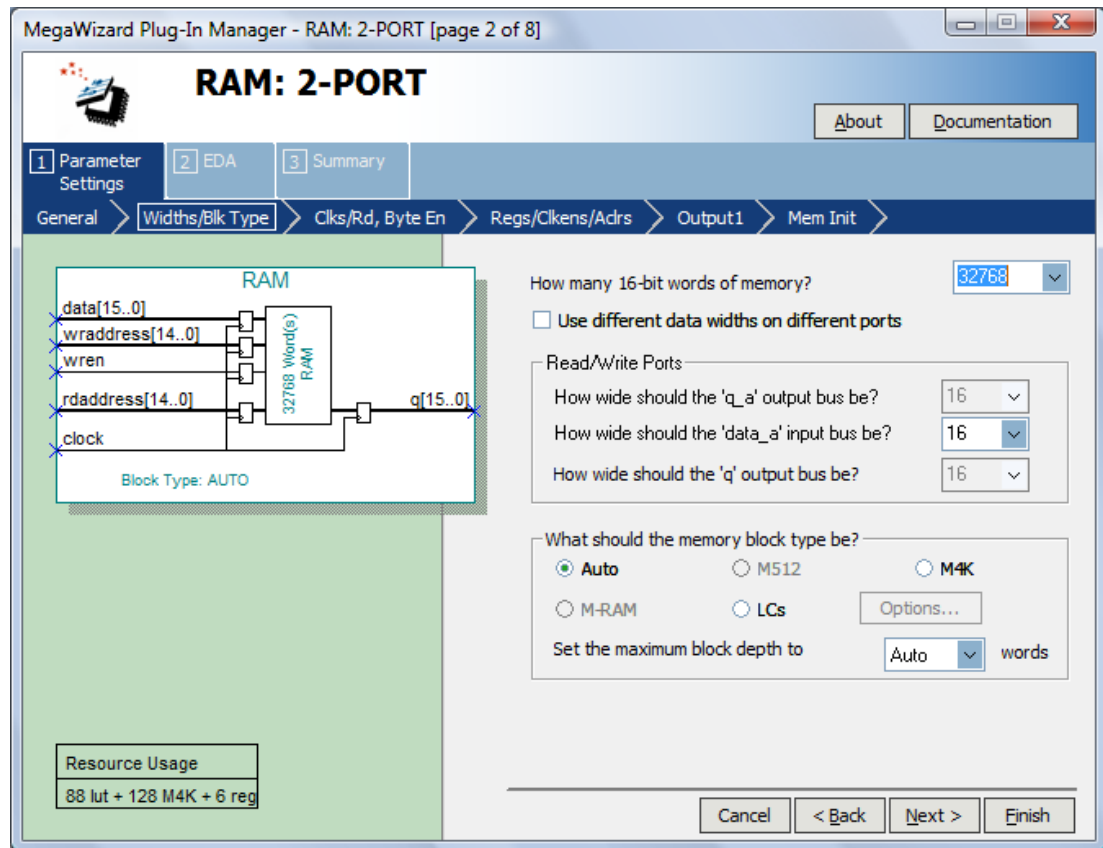 MegaWizard Plug-In Manager - RAM: 2-PORT [page 2 of 8]
RAM: 2-PORT
About
Documentation
1 Parameter Settings
2 EDA
3 Summary
General
Widths/Blk Type
Clks/Rd, Byte En
Regs/Clkens/Aclrs
Output1
Mem Init
RAM
data[15..0]
wraddress[14..0]
wren
rdaddress[14..0]
clock
32768 Word(s)
RAM
q[15..0]
Block Type: AUTO
Resource Usage
88 lut + 128 M4K + 6 reg
How many 16-bit words of memory?
32768
Use different data widths on different ports
Read/Write Ports
How wide should the 'q_a' output bus be?
16
How wide should the 'data_a' input bus be?
16
How wide should the 'q' output bus be?
16
What should the memory block type be?
Auto
M512
M4K
M-RAM
LCs
Options...
Set the maximum block depth to
Auto
words
Cancel
< Back
Next >
Finish